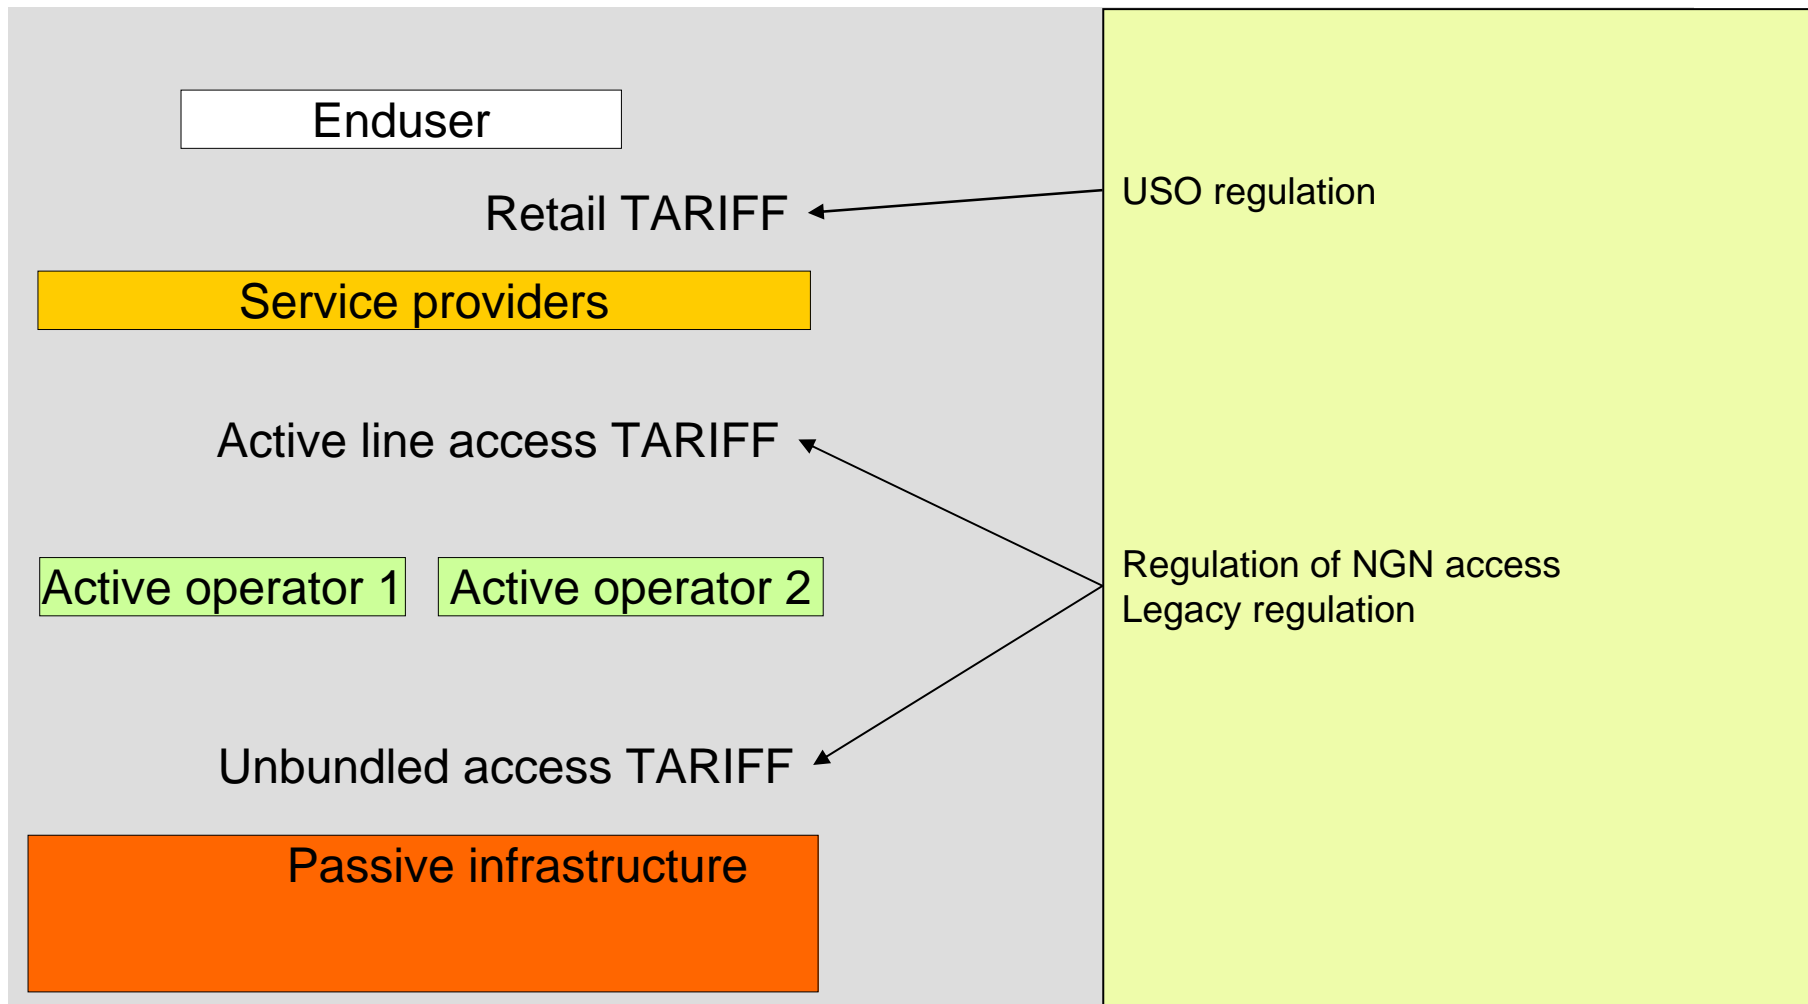 Enduser
Retail TARIFF
USO regulation
Service providers
Active line access TARIFF
Active operator 1
Active operator 2
Regulation of NGN access
Legacy regulation
Unbundled access TARIFF
Passive infrastructure